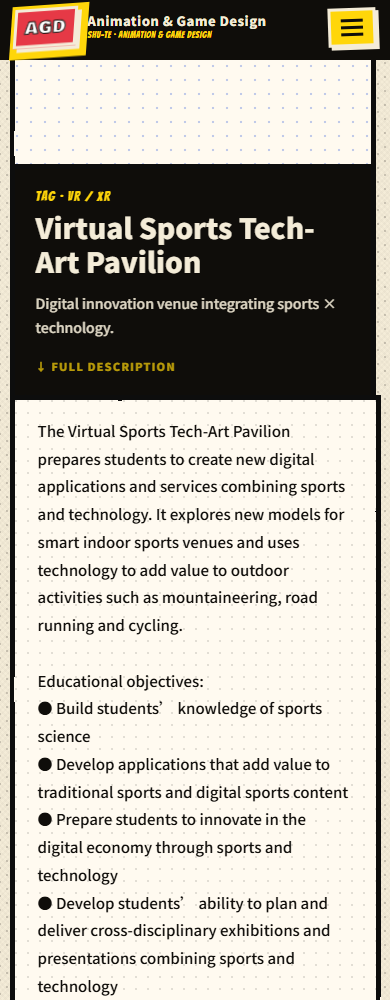 AGD
Animation & Game Design
SHU-TE · ANIMATION & GAME DESIGN
TAG · VR / XR
Virtual Sports Tech-
Art Pavilion
Digital innovation venue integrating sports ×
technology.
↓ FULL DESCRIPTION
The Virtual Sports Tech-Art Pavilion
prepares students to create new digital
applications and services combining sports
and technology. It explores new models for
smart indoor sports venues and uses
technology to add value to outdoor
activities such as mountaineering, road
running and cycling.
Educational objectives:
● Build students’ knowledge of sports
science
● Develop applications that add value to
traditional sports and digital sports content
● Prepare students to innovate in the
digital economy through sports and
technology
● Develop students’ ability to plan and
deliver cross-disciplinary exhibitions and
presentations combining sports and
technology